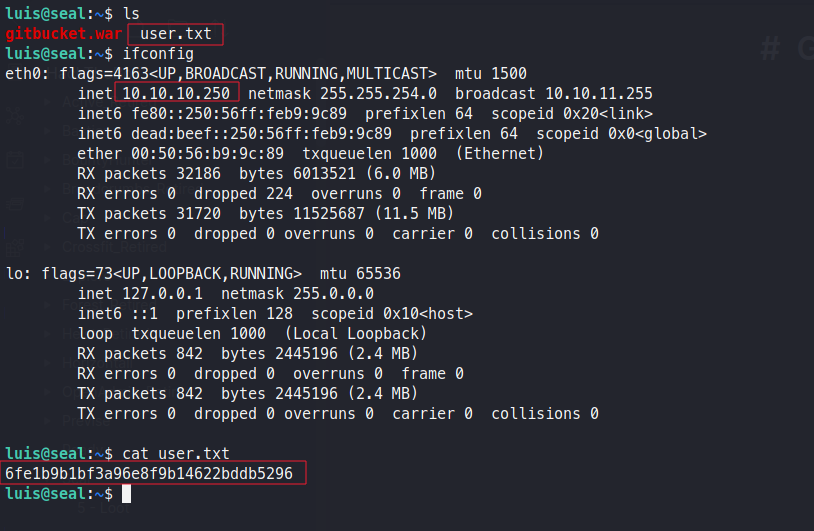 luis@seal:~$ ls
gitbucket.war user.txt
luis@seal:~$ ifconfig
eth0: flags=4163<UP,BROADCAST,RUNNING,MULTICAST> mtu 1500
inet 10.10.10.250 netmask 255.255.254.0 broadcast 10.10.11.255
inet6 fe80::250:56ff:feb9:9c89 prefixlen 64 scopeid 0x20<link>
inet6 dead:beef::250:56ff:feb9:9c89 prefixlen 64 scopeid 0x0<global>
ether 00:50:56:b9:9c:89 txqueuelen 1000 (Ethernet)
RX packets 32186 bytes 6013521 (6.0 MB)
RX errors 0 dropped 224 overruns 0 frame 0
TX packets 31720 bytes 11525687 (11.5 MB)
TX errors 0 dropped 0 overruns 0 carrier 0 collisions 0
lo: flags=73<UP,LOOPBACK,RUNNING> mtu 65536
inet 127.0.0.1 netmask 255.0.0.0
inet6 ::1 prefixlen 128 scopeid 0x10<host>
loop txqueuelen 1000 (Local Loopback)
RX packets 842 bytes 2445196 (2.4 MB)
RX errors 0 dropped 0 overruns 0 frame 0
TX packets 842 bytes 2445196 (2.4 MB)
TX errors 0 dropped 0 overruns 0 carrier 0 collisions 0
luis@seal:~$ cat user.txt
6fe1b9b1bf3a96e8f9b14622bddb5296
luis@seal:~$